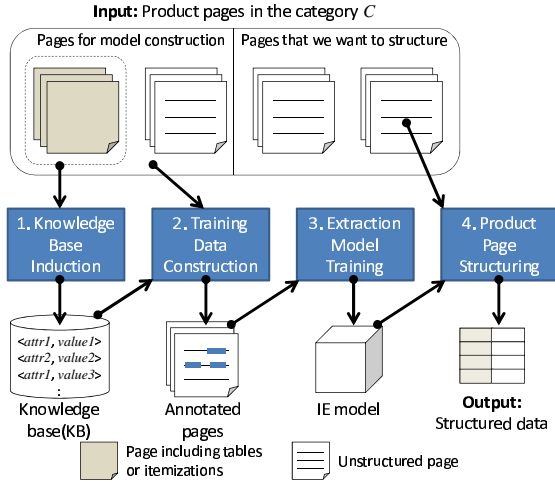 Input: Product pages in the category C
Pages for model construction
Pages that we want to structure
1. Knowledge
Base
Induction
2. Training
Data
Construction
3. Extraction
Model
Training
4. Product
Page
Structuring
<attr1, value1>
<attr2, value2>
<attr1, value3>
:
Knowledge
base(KB)
Annotated
pages
IE model
Output:
Structured data
Page including tables
or itemizations
Unstructured page